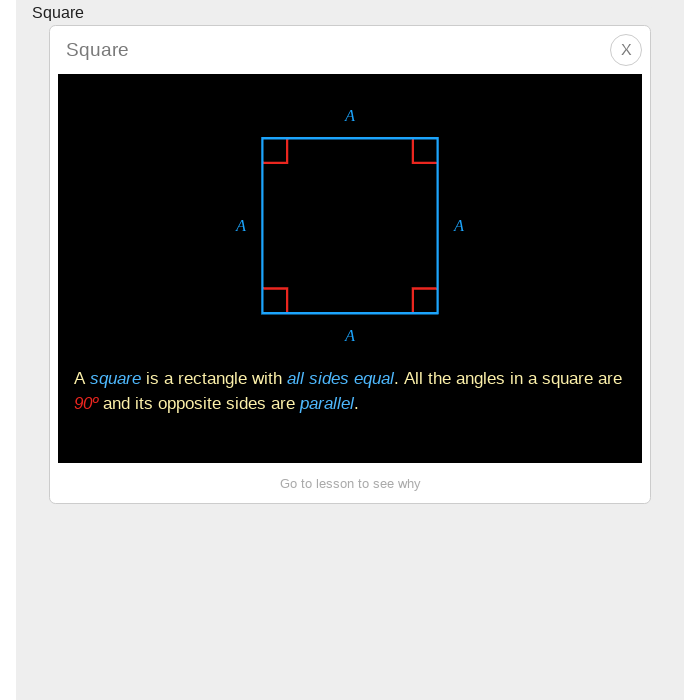 Square
Square
X
A
A
A
A
A square is a rectangle with all sides equal. All the angles in a square are
90º and its opposite sides are parallel.
Go to lesson to see why